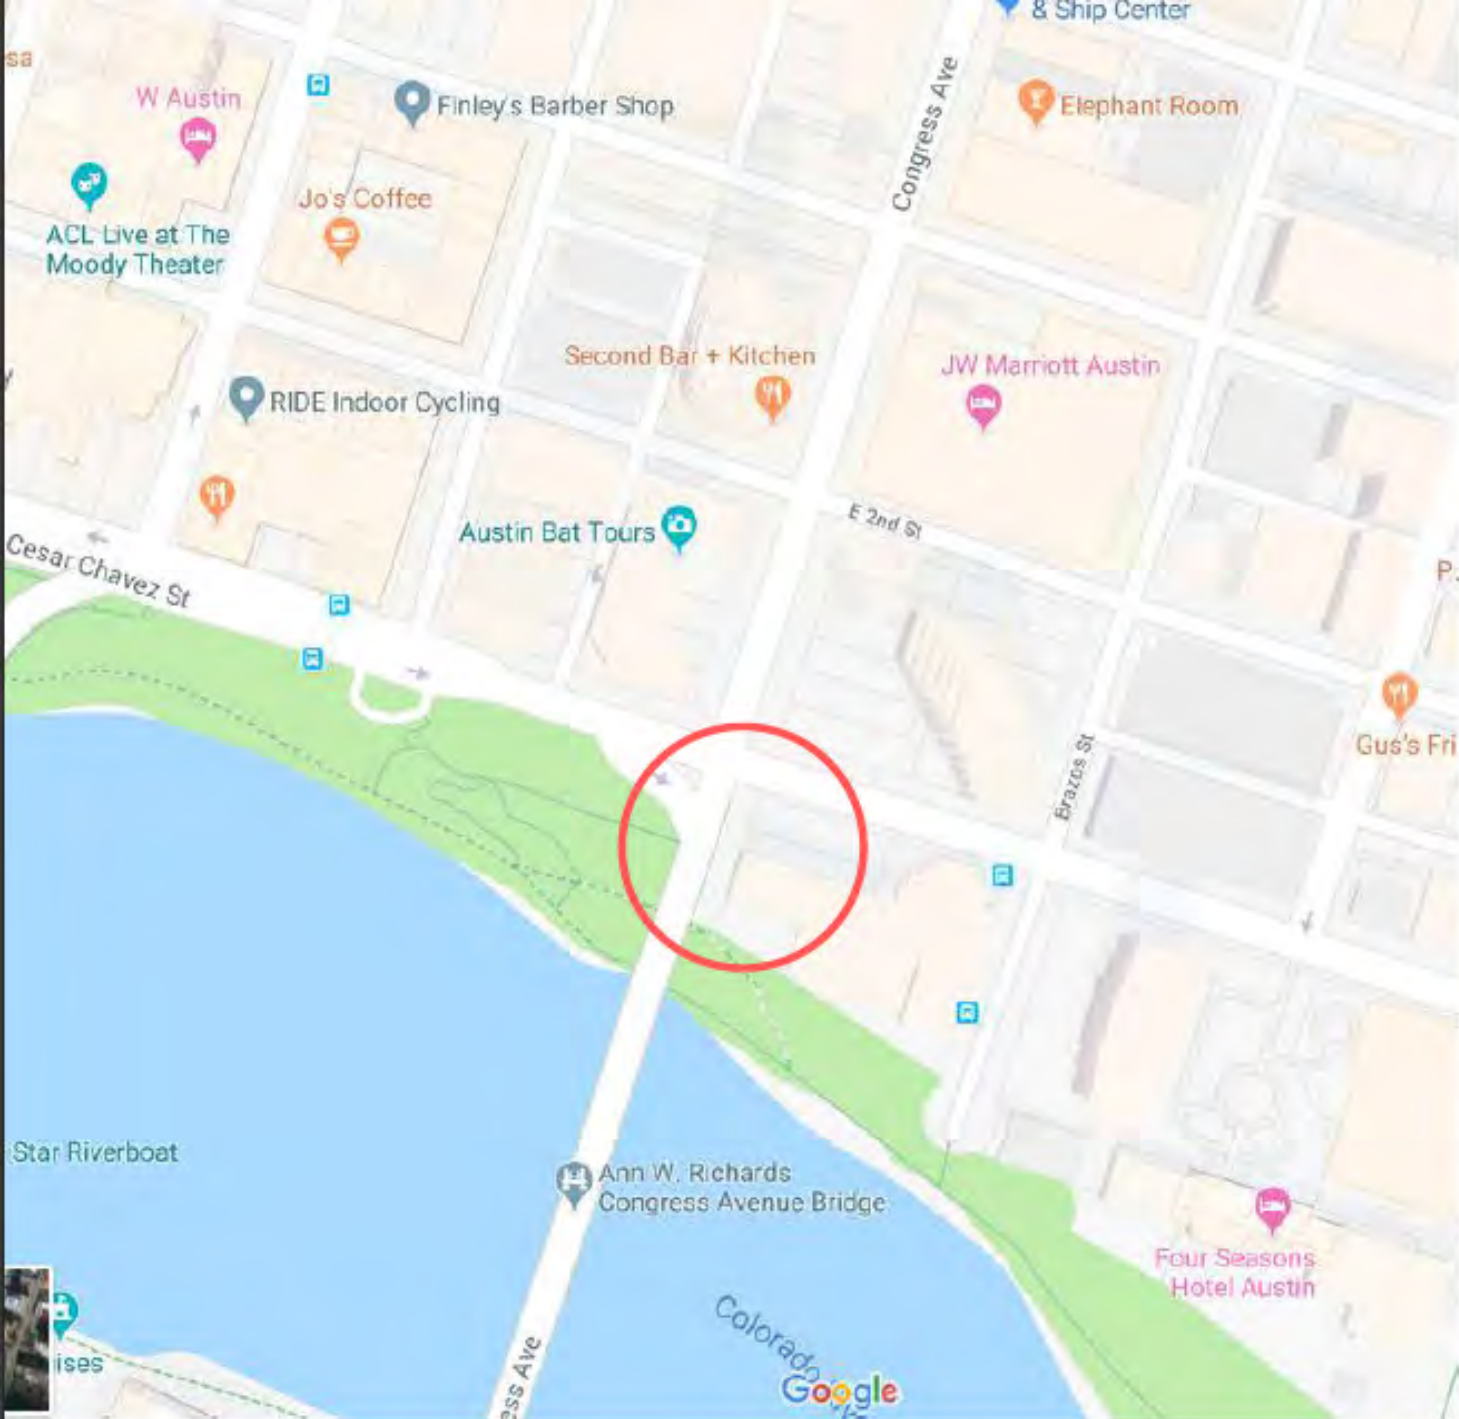 & Ship Center
sa
W Austin
Finley's Barber Shop
Congress Ave
Elephant Room
Jo's Coffee
ACL Live at The
Moody Theater
Second Bar + Kitchen
JW Marriott Austin
y
RIDE Indoor Cycling
E 2nd St
Austin Bat Tours
Cesar Chavez St
P.
Brazos St
Gus's Fri
Star Riverboat
Ann W. Richards
Congress Avenue Bridge
Four Seasons
Hotel Austin
Colorado
ises
ess Ave
Google